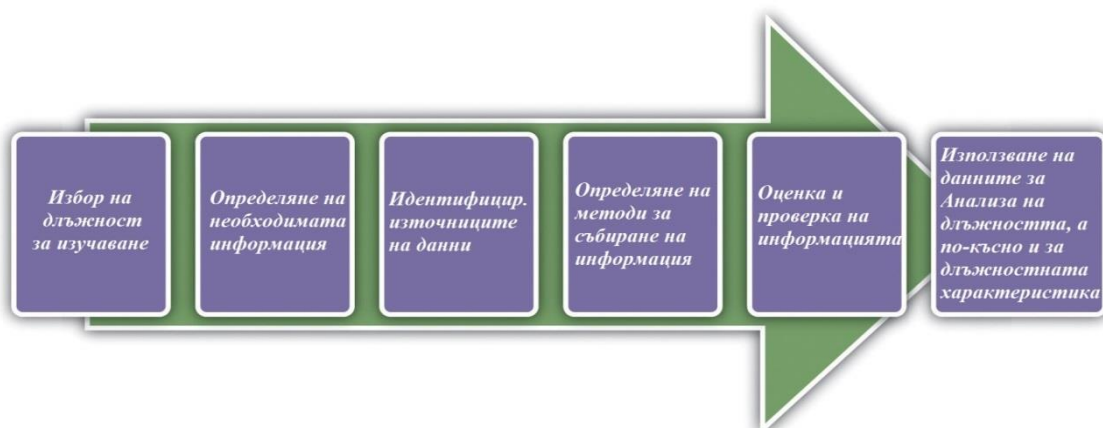 Избор на
длъжност
за изучаване
Определяне на
необходимата
информация
Идентифицир.
източниците
на данни
Определяне на
методи за
събиране на
информация
Оценка и
проверка на
информацията
Използване на
данните за
Анализа на
длъжността, а
по-късно и за
длъжностната
характеристика